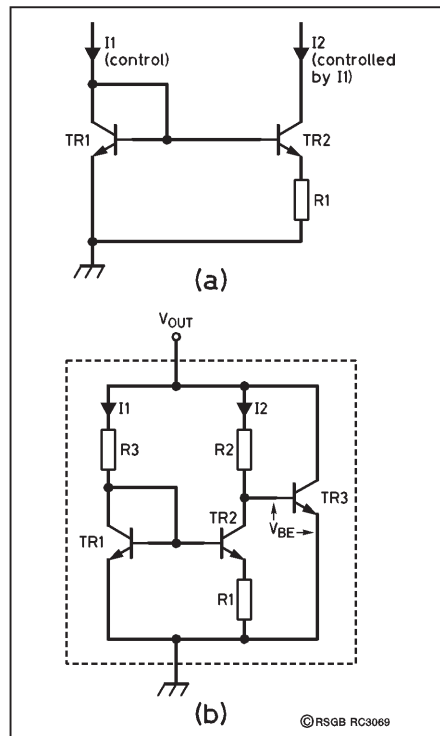 I1
(control)
I2
(controlled
by I1)
TR1
TR2
R1
(a)
VOUT
I1
I2
R3
R2
TR1
TR2
TR3
VBE
R1
(b)
©RSGB RC3069